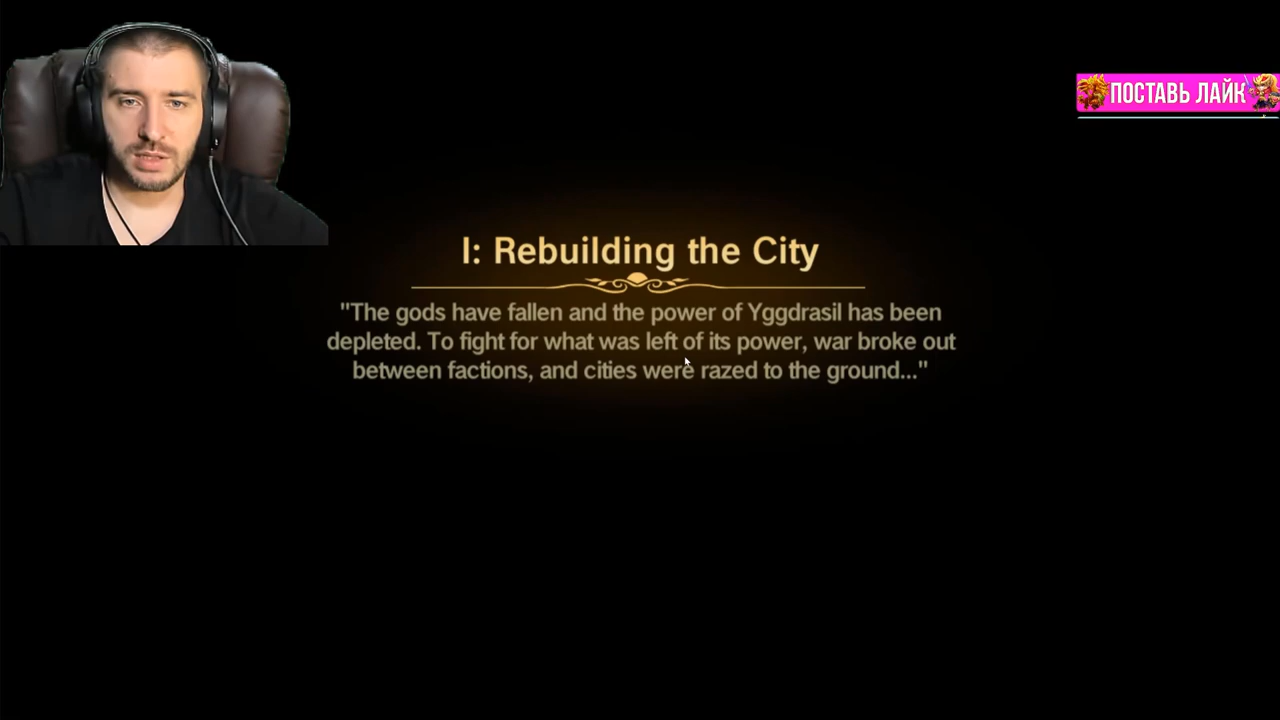 ПОСТАВЬ ЛАЙК
I: Rebuilding the City
"The gods have fallen and the power of Yggdrasil has been
depleted. To fight for what was left of its power, war broke out
between factions, and cities were razed to the ground..."